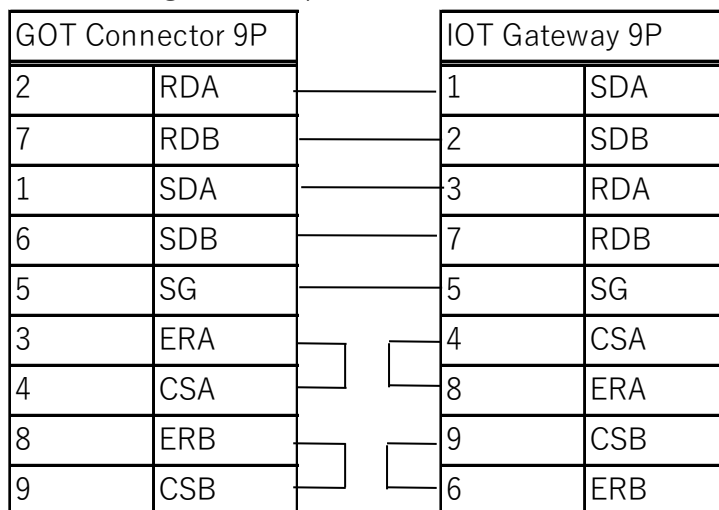 GOT Connector 9P IOT Gateway 9P
2 RDA 1 SDA
7 RDB 2 SDB
1 SDA 3 RDA
6 SDB 7 RDB
5 SG 5 SG
3 ERA 4 CSA
4 CSA 8 ERA
8 ERB 9 CSB
9 CSB 6 ERB